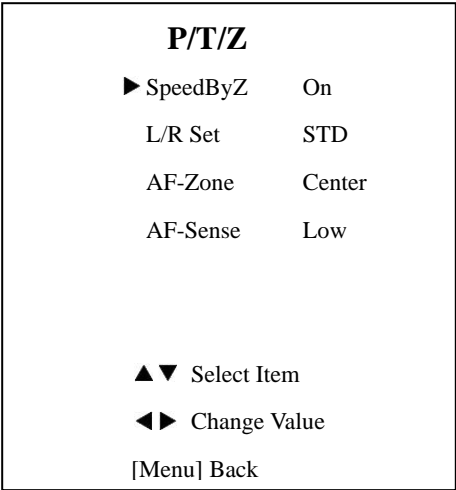 P/T/Z
▶ SpeedByZ On
L/R Set STD
AF-Zone Center
AF-Sense Low
▲▼ Select Item
◀▶ Change Value
[Menu] Back